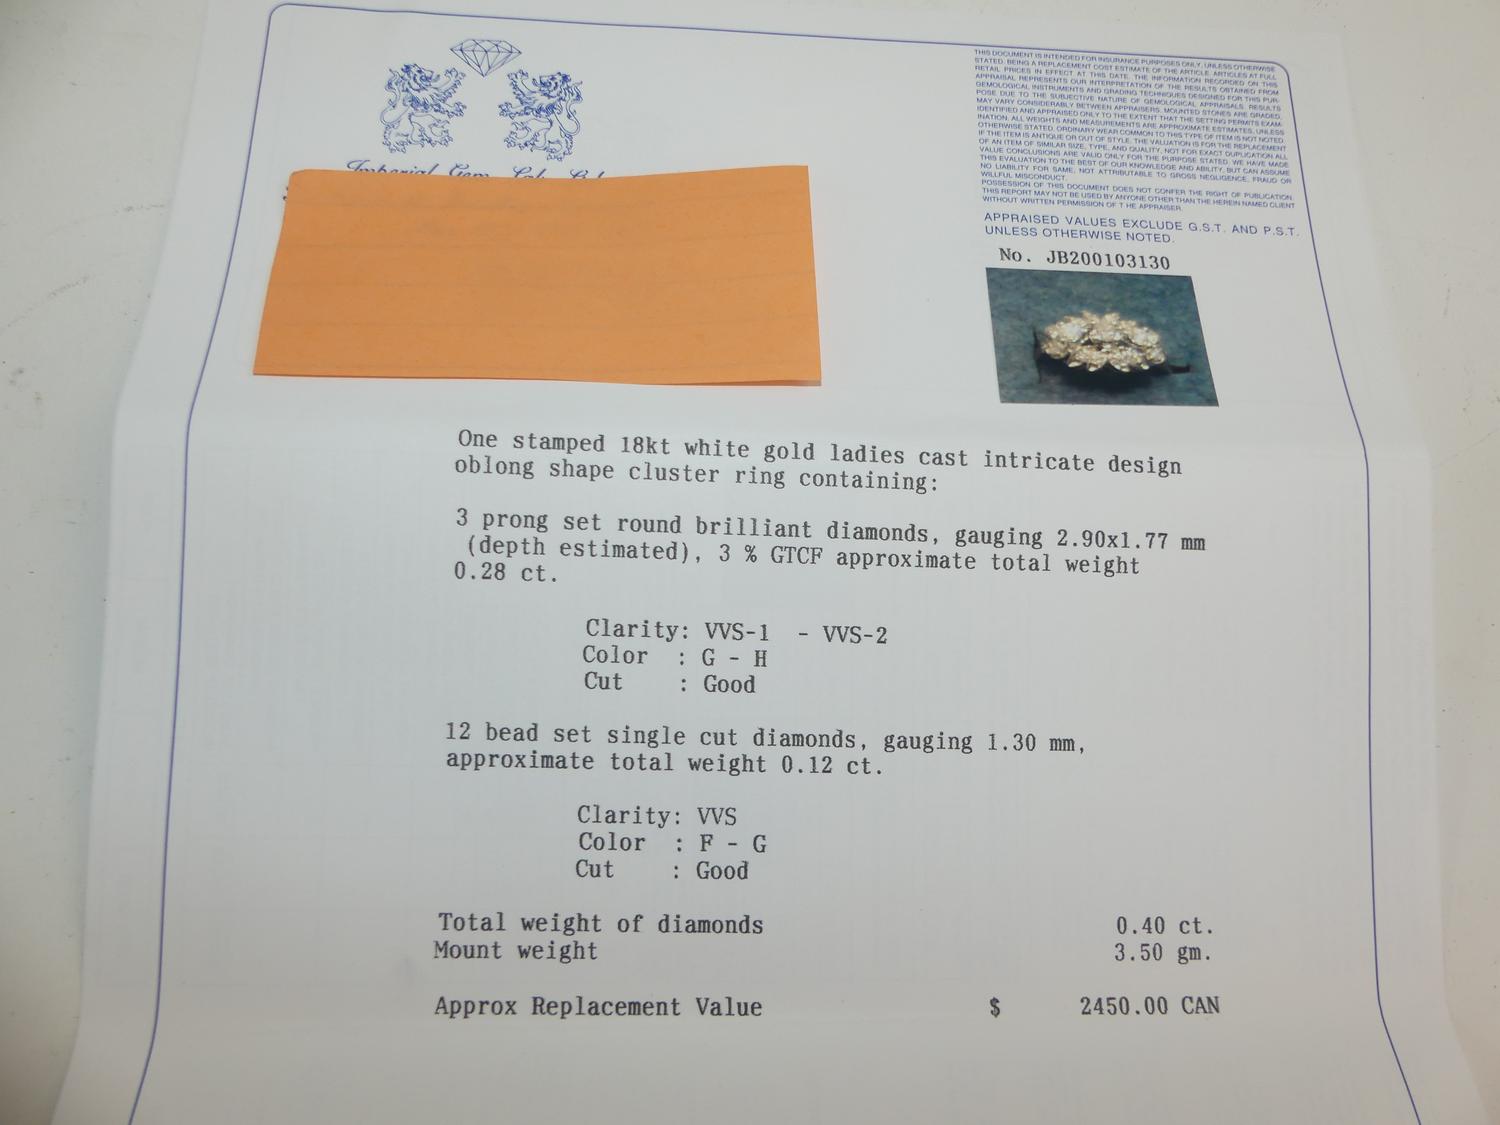 Imperial Gem
THIS DOCUMENT IS INTENDED FOR INSURANCE PURPOSES ONLY, UNLESS OTHERWISE
STATED. BEING A REPLACEMENT COST ESTIMATE OF THE ARTICLE. ARTICLES AT FULL
RETAIL PRICES IN EFFECT AT THIS DATE. THE INFORMATION RECORDED ON THIS
APPRAISAL REPRESENTS OUR INTERPRETATION OF THE RESULTS OBTAINED FROM
GEMOLOGICAL INSTRUMENTS AND GRADING TECHNIQUES DESIGNED FOR THIS PUR-
POSE DUE TO THE SUBJECTIVE NATURE OF GEMOLOGICAL APPRAISALS. RESULTS
MAY VARY CONSIDERABLY BETWEEN APPRAISERS. MOUNTED STONES ARE GRADED,
IDENTIFIED AND APPRAISED ONLY TO THE EXTENT THAT THE SETTING PERMITS EXAM-
INATION. ALL WEIGHTS AND MEASUREMENTS ARE APPROXIMATE ESTIMATES, UNLESS
OTHERWISE STATED. ORDINARY WEAR COMMON TO THIS TYPE OF ITEM IS NOT NOTED.
IF THE ITEM IS ANTIQUE OR OUT OF STYLE. THE VALUATION IS FOR THE REPLACEMENT
OF AN ITEM OF SIMILAR SIZE, TYPE, AND QUALITY, NOT FOR EXACT DUPLICATION ALL
VALUE CONCLUSIONS ARE VALID ONLY FOR THE PURPOSE STATED. WE HAVE MADE
THIS EVALUATION TO THE BEST OF OUR KNOWLEDGE AND ABILITY, BUT CAN ASSUME
NO LIABILITY FOR SAME, NOT ATTRIBUTABLE TO GROSS NEGLIGENCE, FRAUD OR
WILLFUL MISCONDUCT.
POSSESSION OF THIS DOCUMENT DOES NOT CONFER THE RIGHT OF PUBLICATION.
THIS REPORT MAY NOT BE USED BY ANYONE OTHER THAN THE HEREIN NAMED CLIENT
WITHOUT WRITTEN PERMISSION OF T HE APPRAISER.
APPRAISED VALUES EXCLUDE G.S.T. AND P.S.T.
UNLESS OTHERWISE NOTED.
No. JB200103130
One stamped 18kt white gold ladies cast intricate design
oblong shape cluster ring containing:
3 prong set round brilliant diamonds, gauging 2.90x1.77 mm
(depth estimated), 3 % GTCF approximate total weight
0.28 ct.
Clarity: VVS-1 - VVS-2
Color : G - H
Cut : Good
12 bead set single cut diamonds, gauging 1.30 mm,
approximate total weight 0.12 ct.
Clarity: VVS
Color : F - G
Cut : Good
Total weight of diamonds 0.40 ct.
Mount weight 3.50 gm.
Approx Replacement Value $ 2450.00 CAN